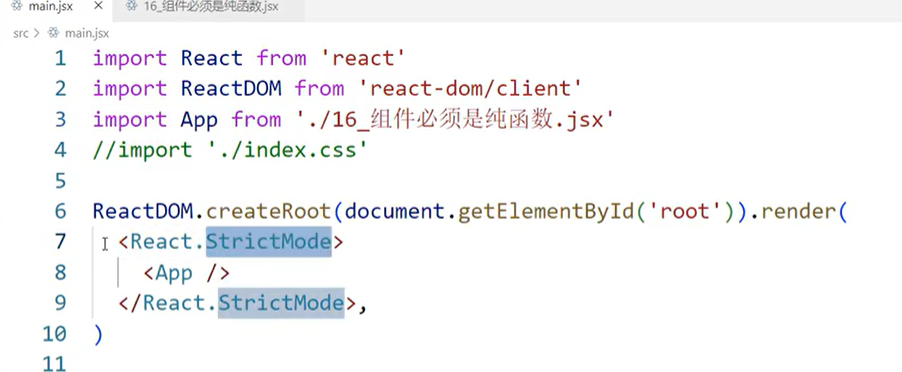 main.jsx 16_组件必须是纯函数.jsx
src > main.jsx
1 import React from 'react'
2 import ReactDOM from 'react-dom/client'
3 import App from './16_组件必须是纯函数.jsx'
4 //import './index.css'
5
6 ReactDOM.createRoot(document.getElementById('root')).render(
7 <React.StrictMode>
8 <App />
9 </React.StrictMode>,
10 )
11